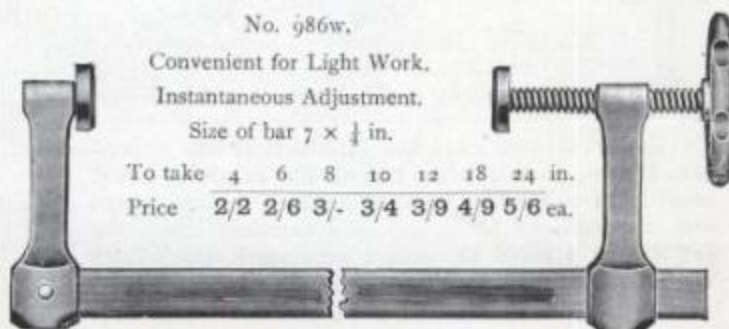 No. 986w.
Convenient for Light Work.
Instantaneous Adjustment.
Size of bar 7 × ¼ in.
To take 4 6 8 10 12 18 24 in.
Price 2/2 2/6 3/- 3/4 3/9 4/9 5/6 ea.